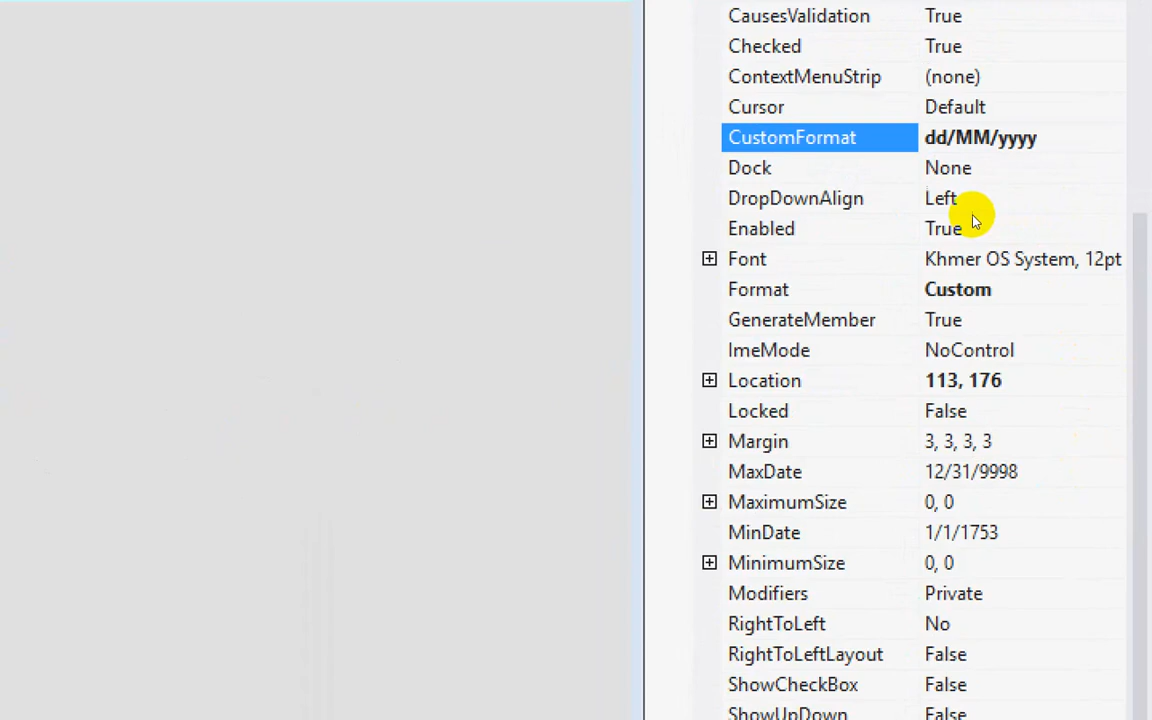 CausesValidation True
Checked True
ContextMenuStrip (none)
Cursor Default
CustomFormat dd/MM/yyyy
Dock None
DropDownAlign Left
Enabled True
Font Khmer OS System, 12pt
Format Custom
GenerateMember True
ImeMode NoControl
Location 113, 176
Locked False
Margin 3, 3, 3, 3
MaxDate 12/31/9998
MaximumSize 0, 0
MinDate 1/1/1753
MinimumSize 0, 0
Modifiers Private
RightToLeft No
RightToLeftLayout False
ShowCheckBox False
ShowUpDown False